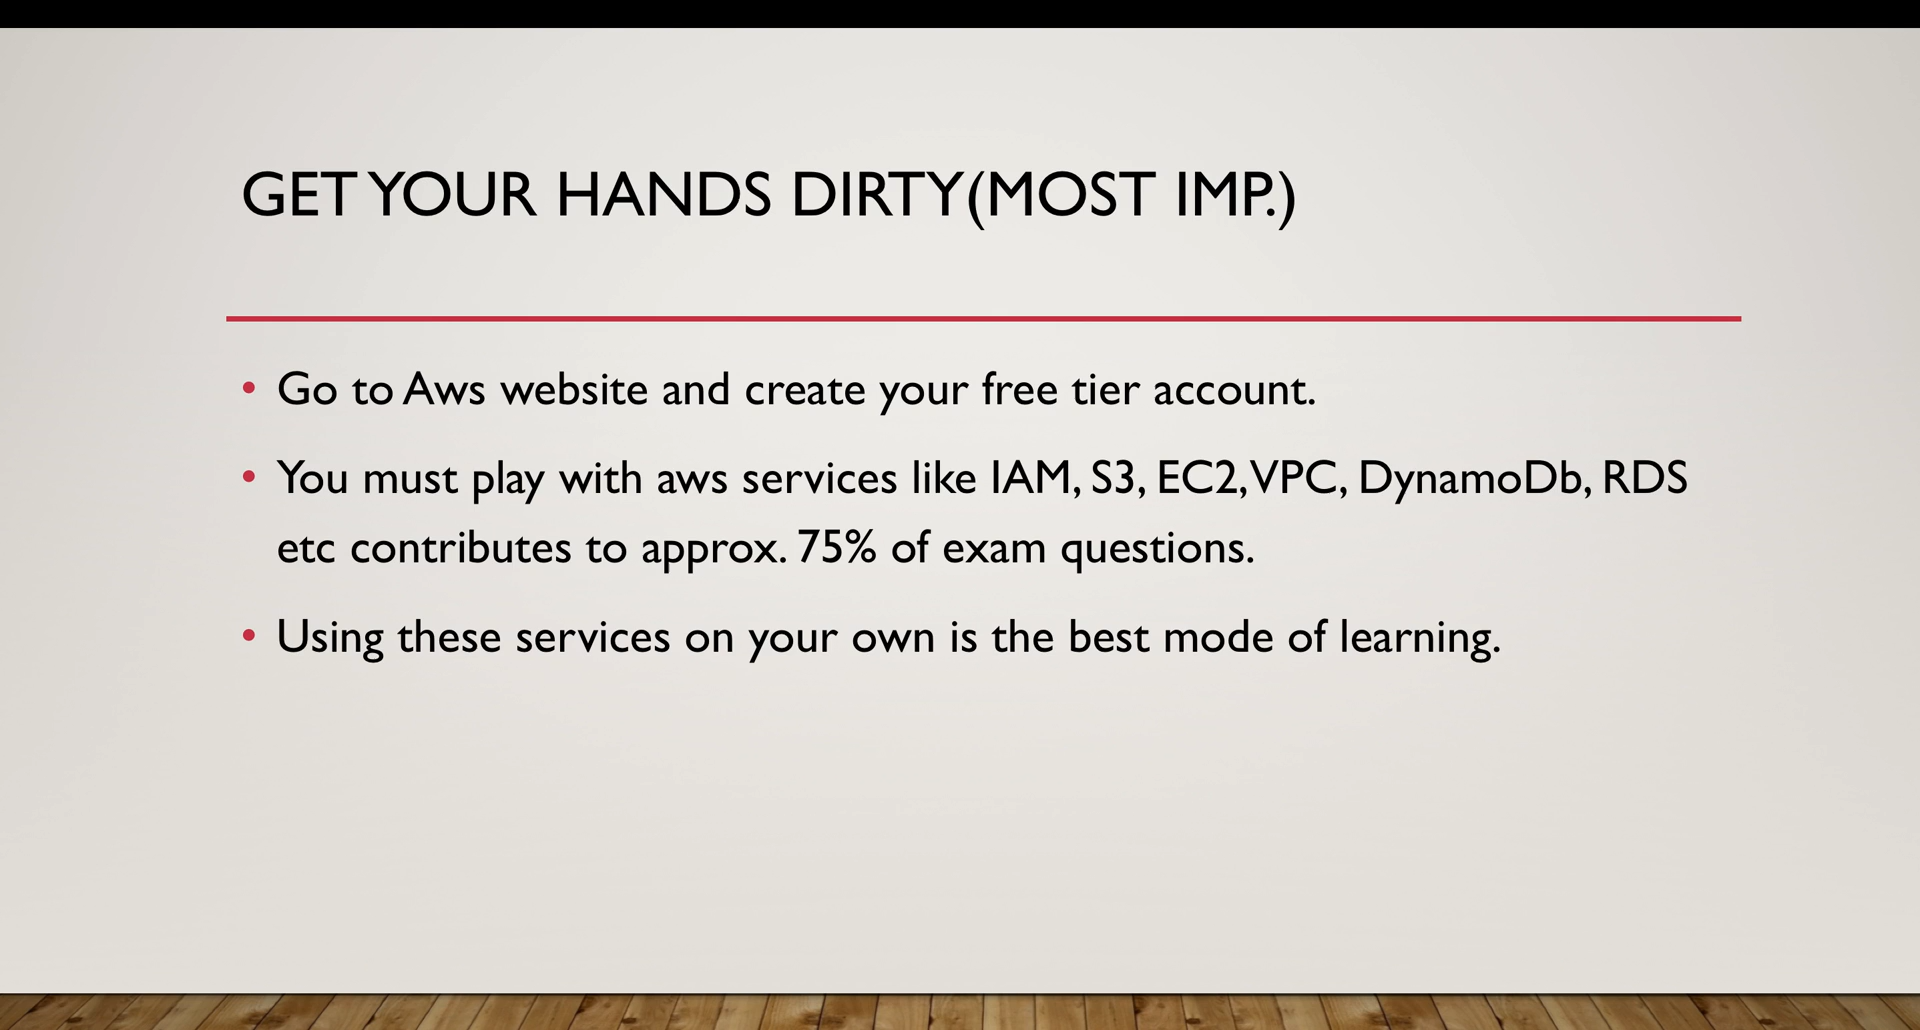 GET YOUR HANDS DIRTY(MOST IMP.)
• Go to Aws website and create your free tier account.
• You must play with aws services like IAM, S3, EC2, VPC, DynamoDb, RDS
etc contributes to approx. 75% of exam questions.
• Using these services on your own is the best mode of learning.